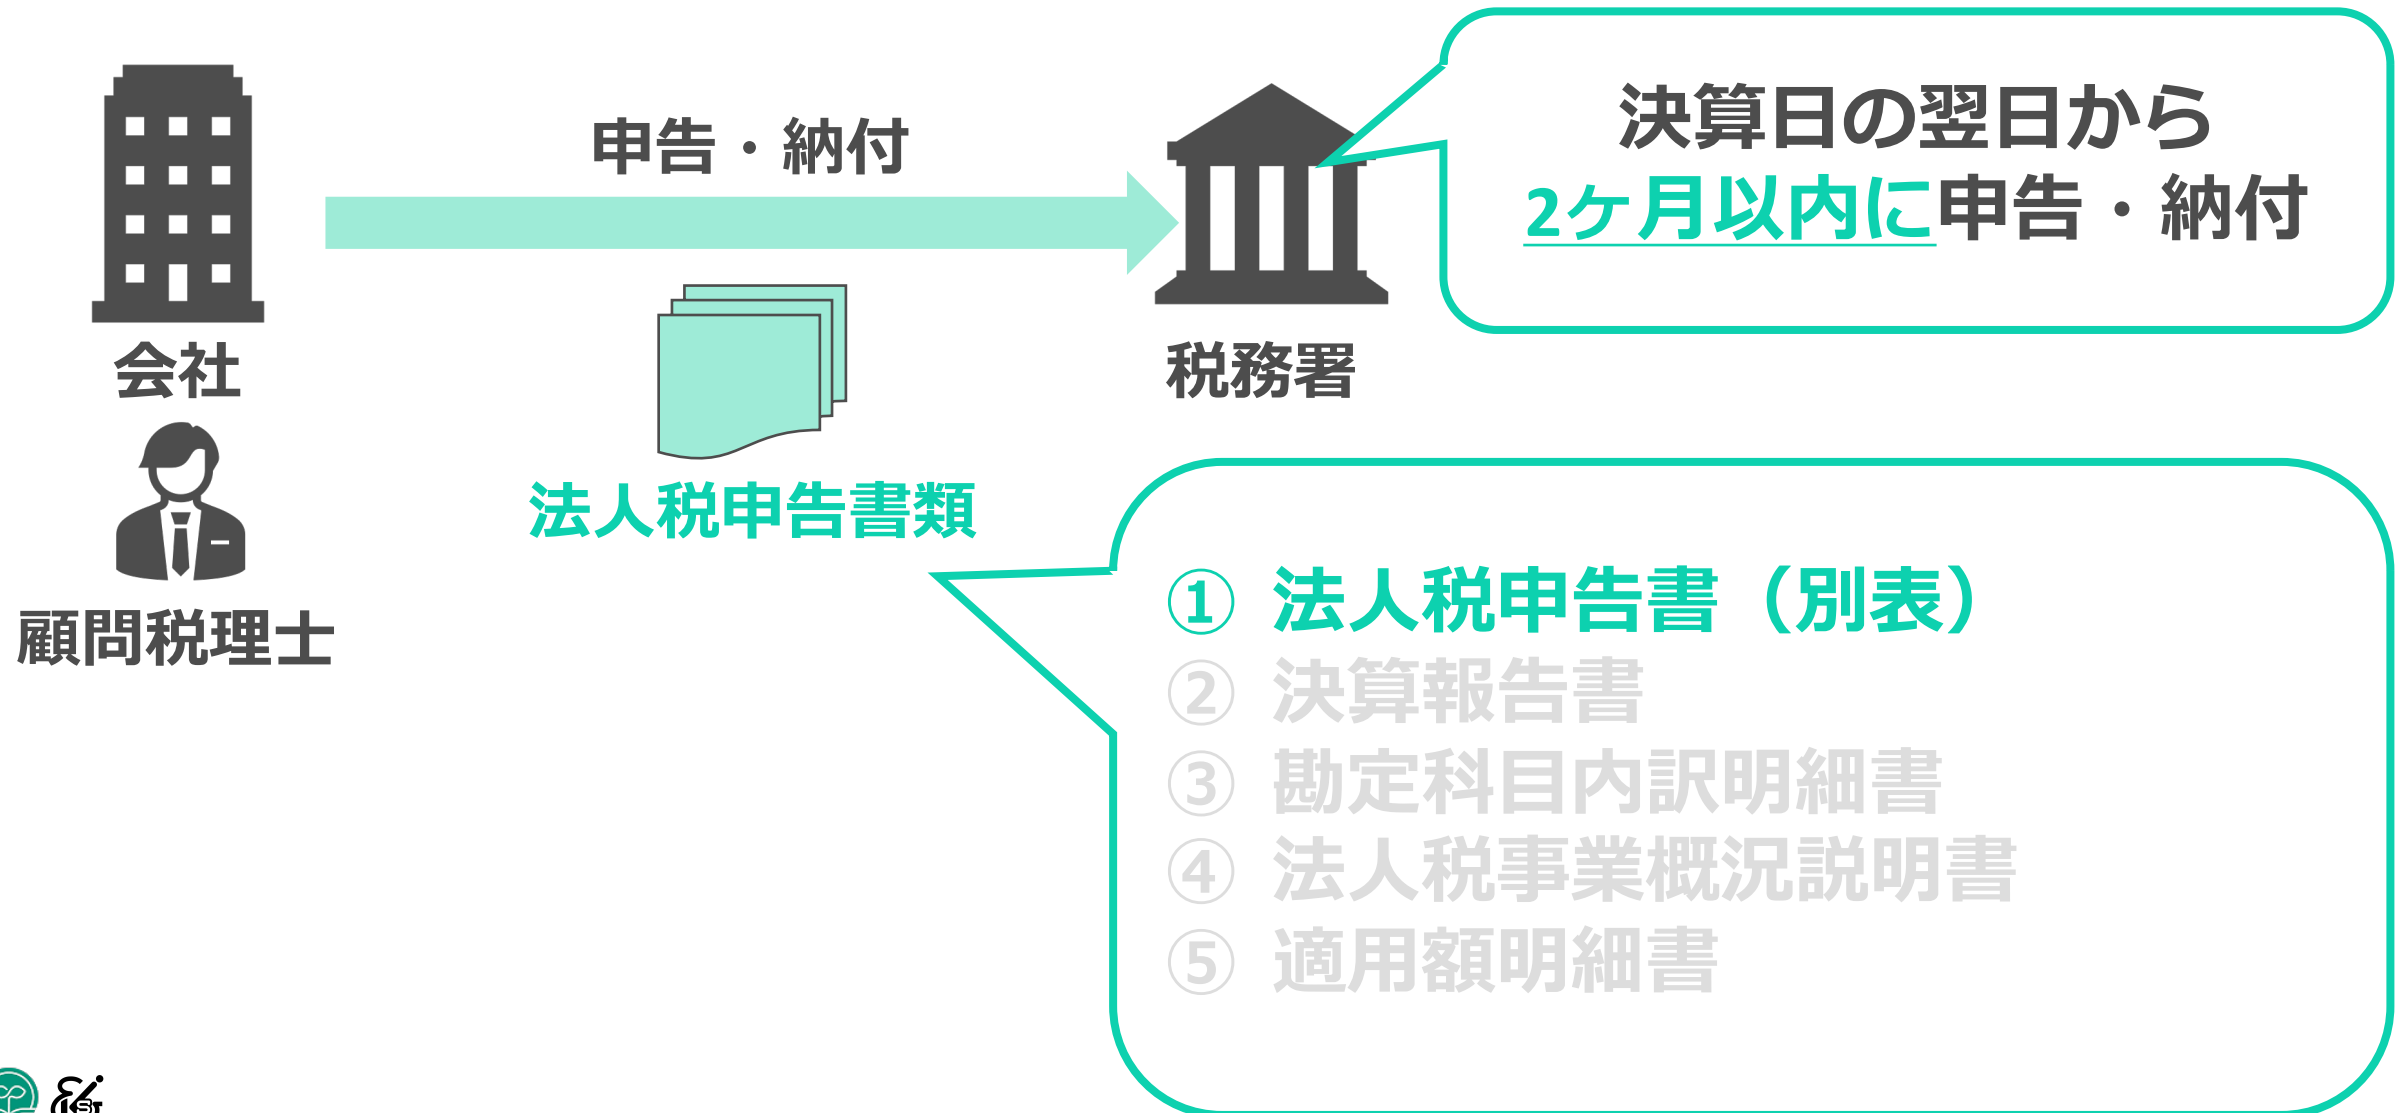 決算日の翌日から
2ヶ月以内に申告・納付
申告・納付
会社
税務署
法人税申告書類
顧問税理士
① 法人税申告書（別表）
② 決算報告書
③ 勘定科目内訳明細書
④ 法人税事業概況説明書
⑤ 適用額明細書